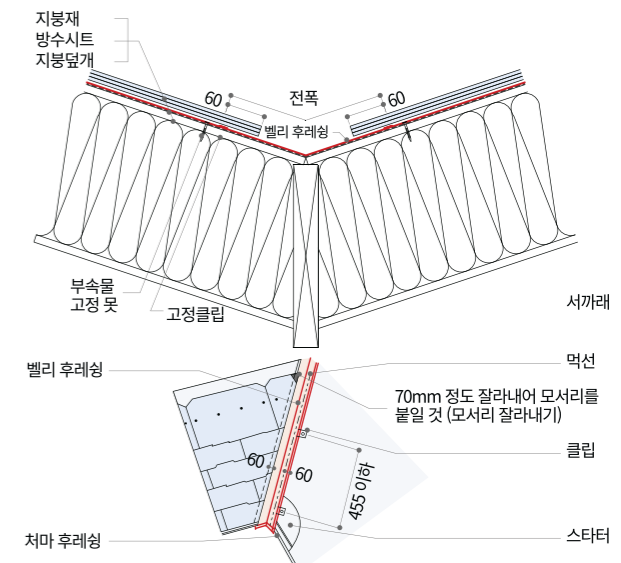 지붕재
방수시트
지붕덮개
60
전폭
60
벨리 후레슁
부속물
고정 못
고정클립
서까래
벨리 후레슁
먹선
70mm 정도 잘라내어 모서리를
붙일 것 (모서리 잘라내기)
클립
60
60
455 이하
처마 후레슁
스타터